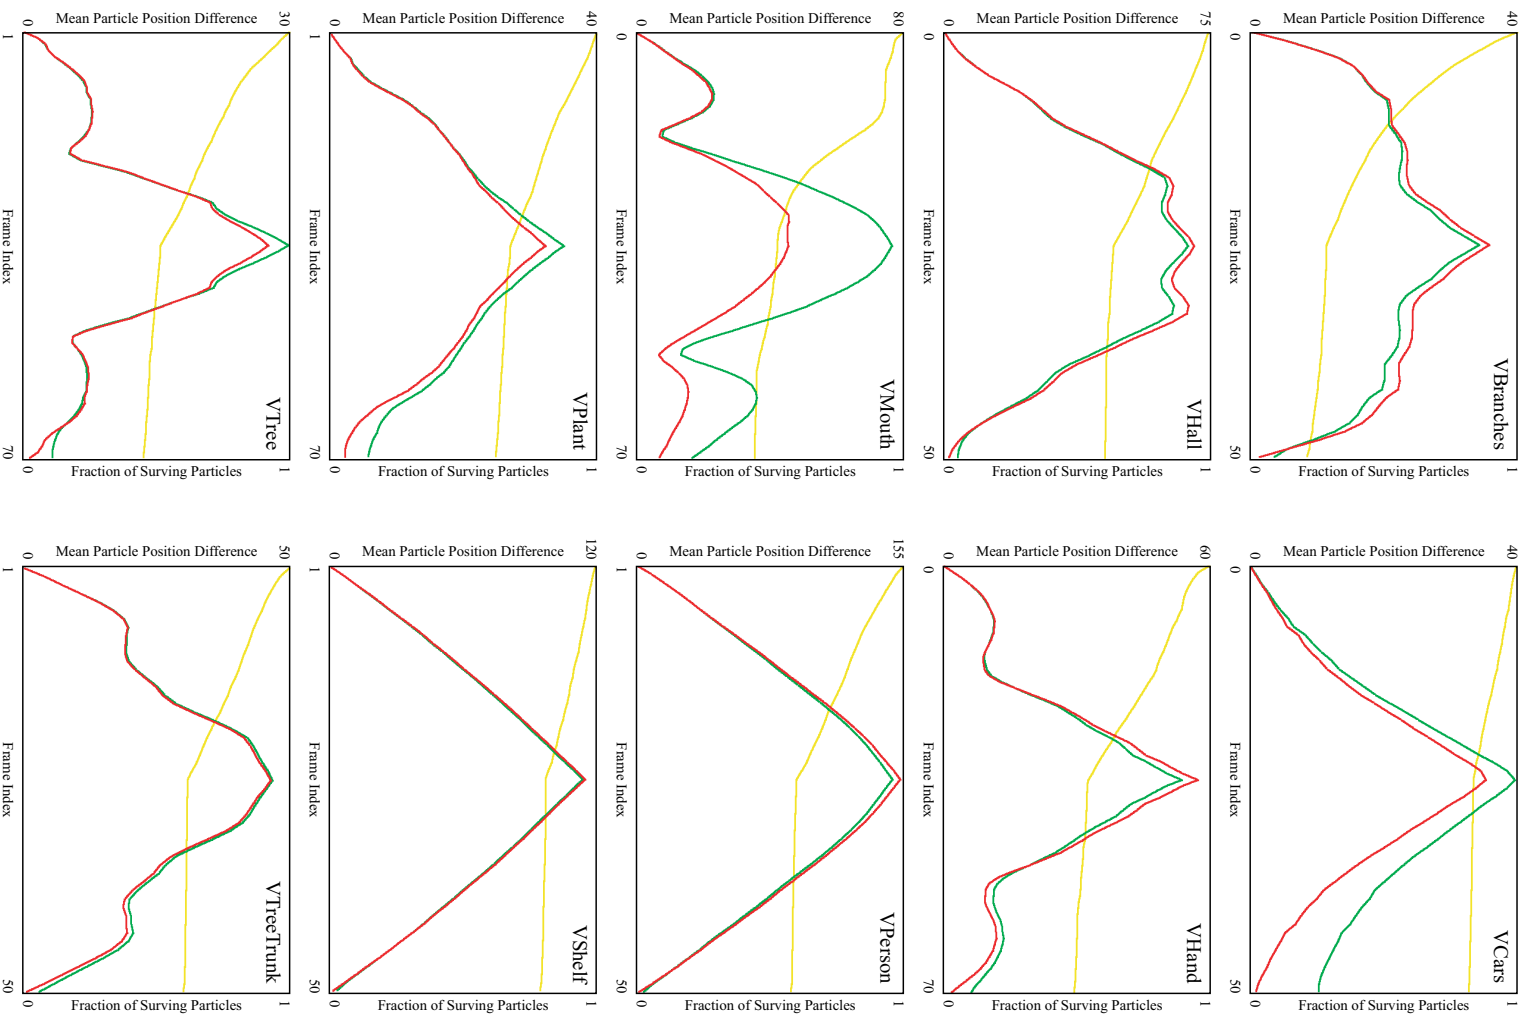 Mean Particle Position Difference
0
30
1
Frame Index
VTree
70
0
1
Fraction of Surving Particles
Mean Particle Position Difference
0
40
1
Frame Index
VPlant
70
0
1
Fraction of Surving Particles
Mean Particle Position Difference
0
80
0
Frame Index
VMouth
70
0
1
Fraction of Surving Particles
Mean Particle Position Difference
0
75
0
Frame Index
VHall
50
0
1
Fraction of Surving Particles
Mean Particle Position Difference
0
40
0
Frame Index
VBranches
50
0
1
Fraction of Surving Particles
Mean Particle Position Difference
0
50
1
Frame Index
VTreeTrunk
50
0
1
Fraction of Surving Particles
Mean Particle Position Difference
0
120
1
Frame Index
VShelf
50
0
1
Fraction of Surving Particles
Mean Particle Position Difference
0
155
1
Frame Index
VPerson
50
0
1
Fraction of Surving Particles
Mean Particle Position Difference
0
60
0
Frame Index
VHand
70
0
1
Fraction of Surving Particles
Mean Particle Position Difference
0
40
0
Frame Index
VCars
50
0
1
Fraction of Surving Particles